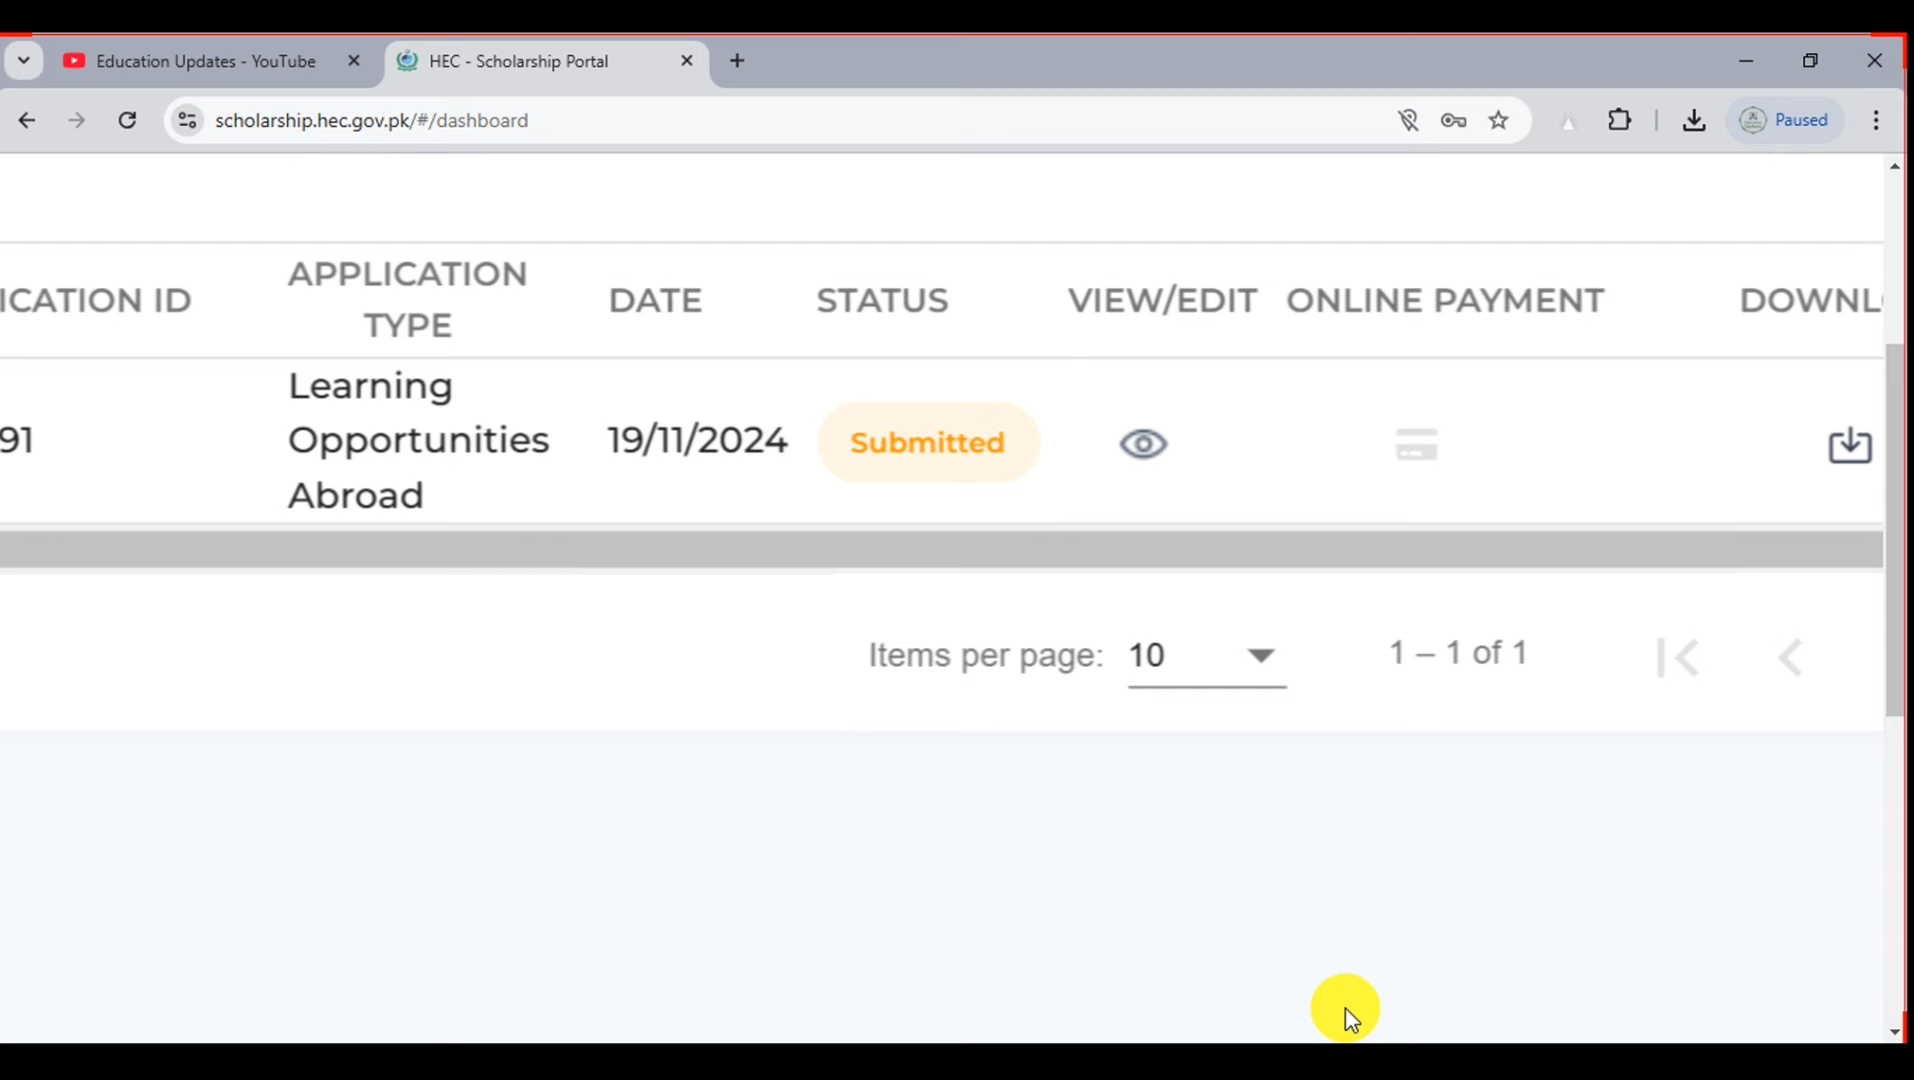 Education Updates - YouTube
HEC - Scholarship Portal
scholarship.hec.gov.pk/#/dashboard
Paused
ICATION ID
APPLICATION
TYPE
DATE
STATUS
VIEW/EDIT
ONLINE PAYMENT
DOWNL
91
Learning
Opportunities
Abroad
19/11/2024
Submitted
Items per page:
10
1 – 1 of 1